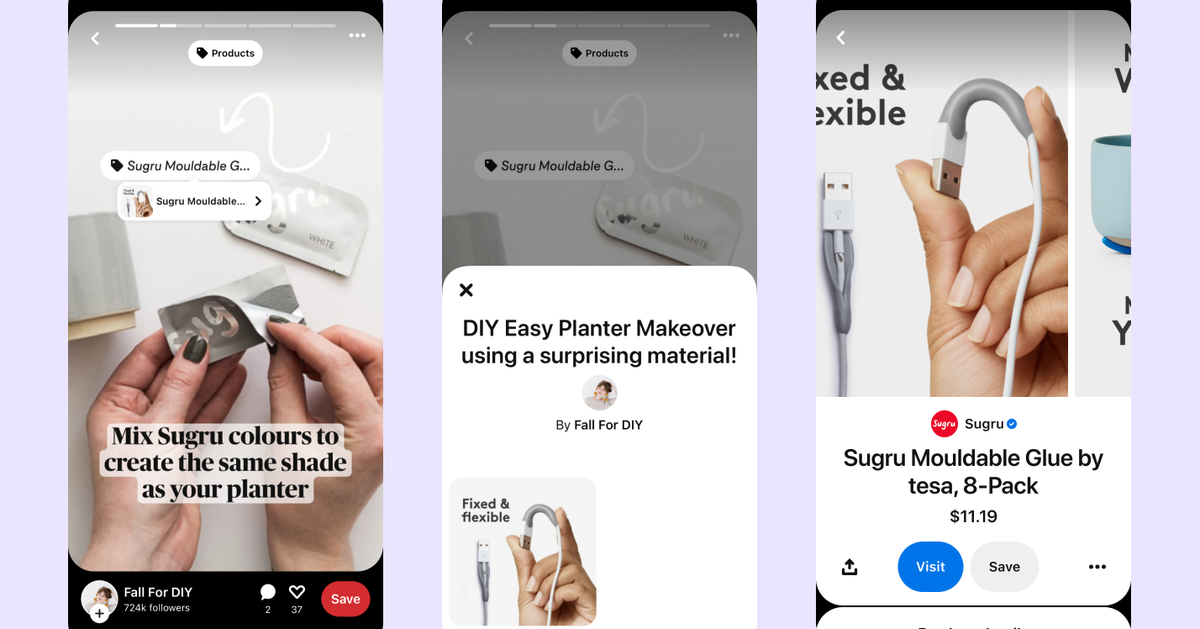 Products
Sugru Mouldable G...
Fixed &
flexible
Sugru Mouldable...
sugru
WHITE
sug
Mix Sugru colours to
create the same shade
as your planter
Fall For DIY
724k followers
2
37
Save
Products
Sugru Mouldable G...
WHITE
DIY Easy Planter Makeover
using a surprising material!
By Fall For DIY
Fixed &
flexible
xed &
exible
Sugru
Sugru
Sugru Mouldable Glue by
tesa, 8-Pack
$11.19
Visit
Save